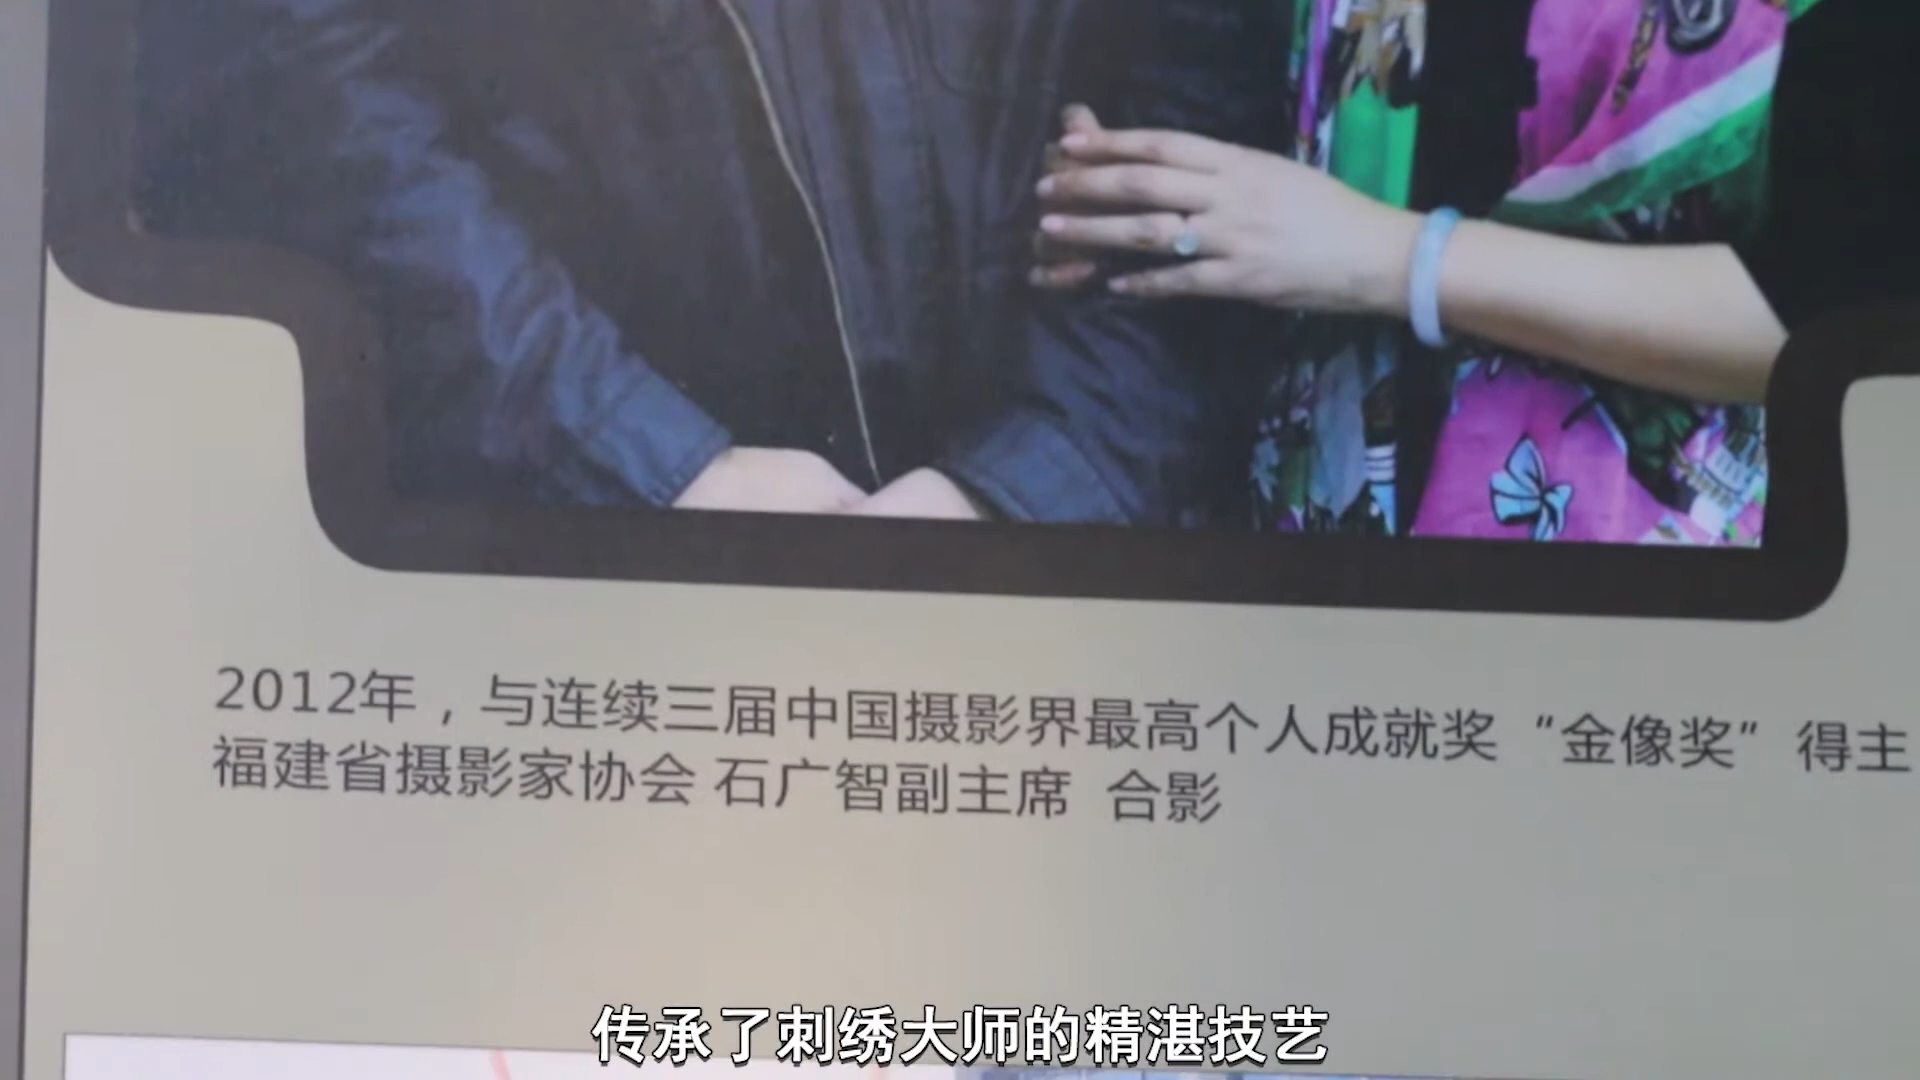 2012年，与连续三届中国摄影界最高个人成就奖“金像奖”得主
福建省摄影家协会 石广智副主席 合影
传承了刺绣大师的精湛技艺